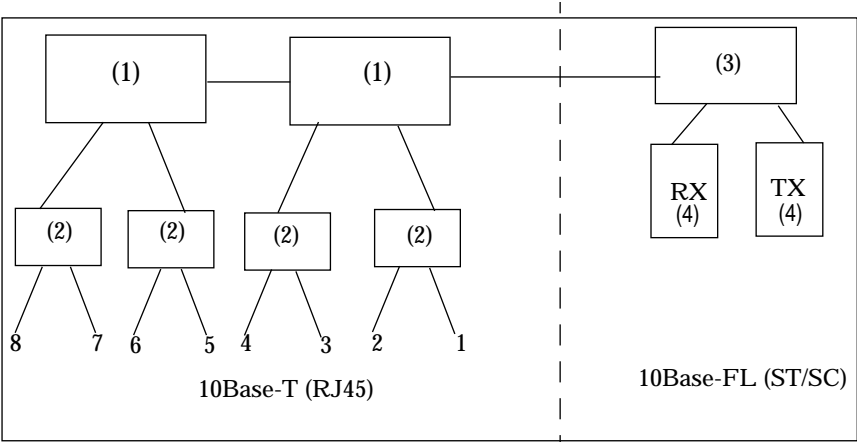 (1) (1) (3)
RX
(4)
TX
(4)
(2) (2) (2) (2)
8 7 6 5 4 3 2 1
10Base-T (RJ45)
10Base-FL (ST/SC)